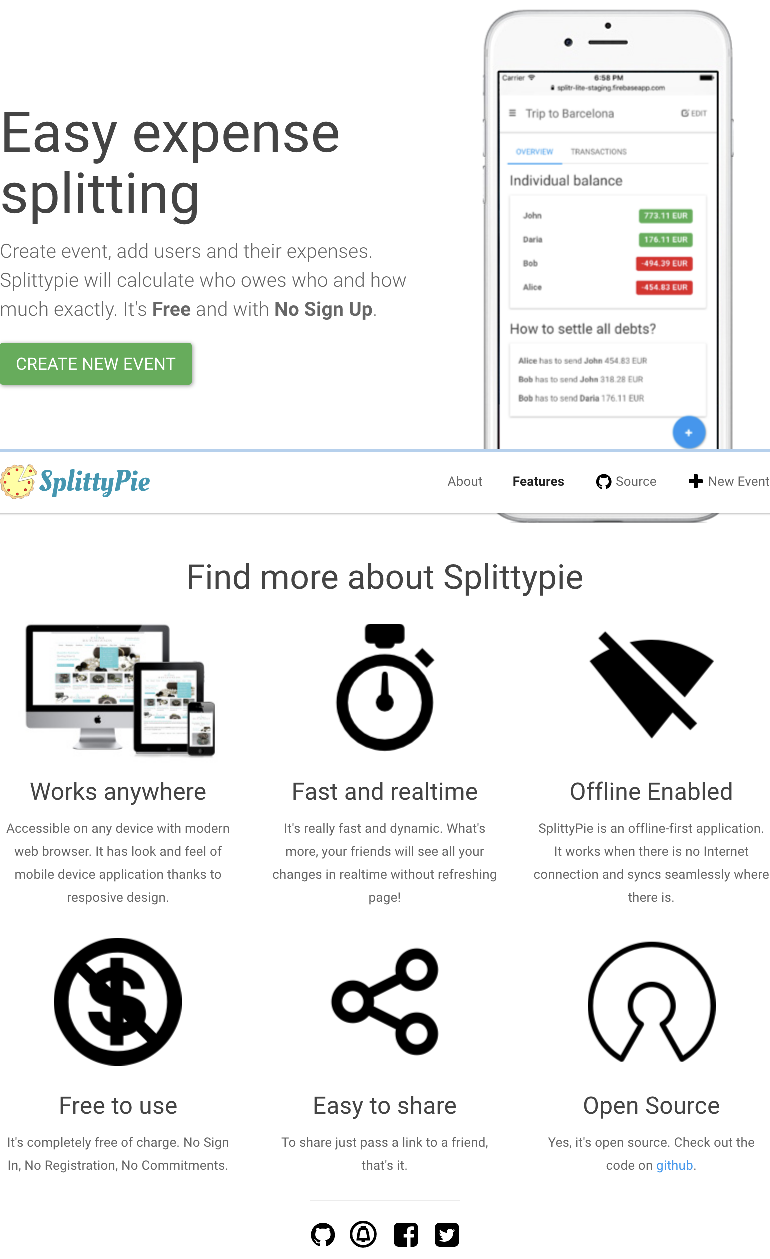 Easy expense
splitting
Create event, add users and their expenses.
Splittypie will calculate who owes who and how
much exactly. It's Free and with No Sign Up.
CREATE NEW EVENT
Carrier 6:58 PM
splitr-lite-staging.firebaseapp.com
Trip to Barcelona EDIT
OVERVIEW TRANSACTIONS
Individual balance
John 773.11 EUR
Daria 176.11 EUR
Bob -494.39 EUR
Alice -454.83 EUR
How to settle all debts?
Alice has to send John 454.83 EUR
Bob has to send John 318.28 EUR
Bob has to send Daria 176.11 EUR
+
SplittyPie About Features Source New Event
Find more about Splittypie
Works anywhere
Accessible on any device with modern
web browser. It has look and feel of
mobile device application thanks to
resposive design.
Fast and realtime
It's really fast and dynamic. What's
more, your friends will see all your
changes in realtime without refreshing
page!
Offline Enabled
SplittyPie is an offline-first application.
It works when there is no Internet
connection and syncs seamlessly where
there is.
Free to use
It's completely free of charge. No Sign
In, No Registration, No Commitments.
Easy to share
To share just pass a link to a friend,
that's it.
Open Source
Yes, it's open source. Check out the
code on github.